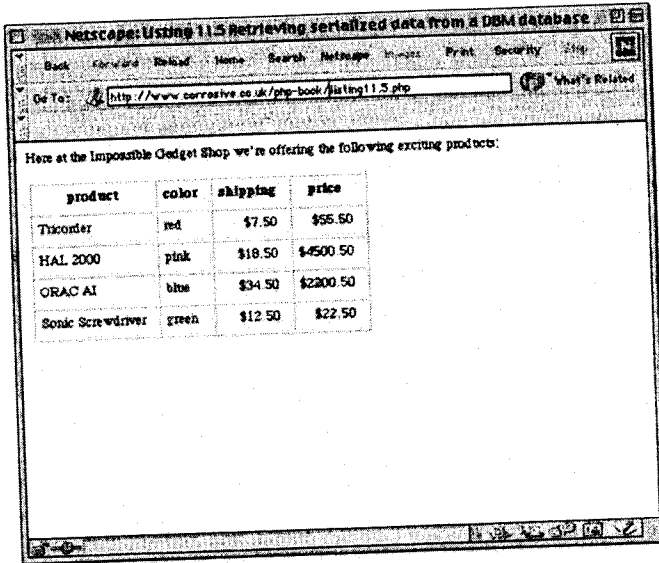 Netscape: Listing 11.5 Retrieving serialized data from a DBM database
Back Forward Reload Home Search Netscape Images Print Security Stop N
Go To: http://www.corrosive.co.uk/php-book/listing11.5.php What's Related
Here at the Impossible Gadget Shop we're offering the following exciting products:
product color shipping price
Tricorder red $7.50 $55.50
HAL 2000 pink $18.50 $4500.50
ORAC AI blue $34.50 $2200.50
Sonic Screwdriver green $12.50 $22.50